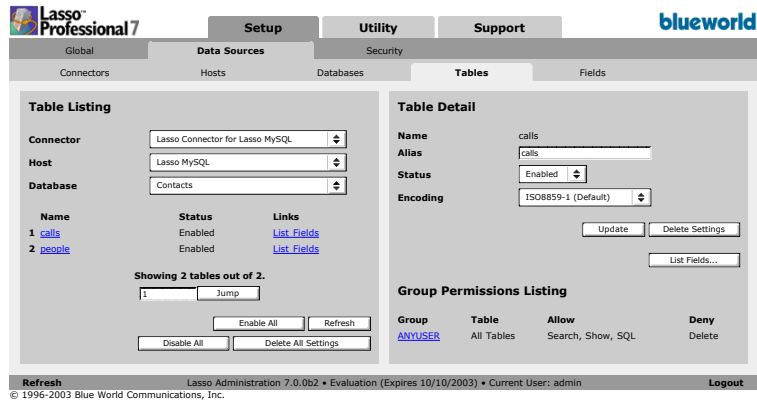 Lasso™
Professional 7
Setup Utility Support
blueworld
Global Data Sources Security
Connectors Hosts Databases Tables Fields
Table Listing
Connector Lasso Connector for Lasso MySQL
Host Lasso MySQL
Database Contacts
Name Status Links
1 calls Enabled List Fields
2 people Enabled List Fields
Showing 2 tables out of 2.
1 Jump
Enable All Refresh
Disable All Delete All Settings
Table Detail
Name calls
Alias calls
Status Enabled
Encoding ISO8859-1 (Default)
Update Delete Settings
List Fields...
Group Permissions Listing
Group Table Allow Deny
ANYUSER All Tables Search, Show, SQL Delete
Refresh Lasso Administration 7.0.0b2 • Evaluation (Expires 10/10/2003) • Current User: admin Logout
© 1996-2003 Blue World Communications, Inc.